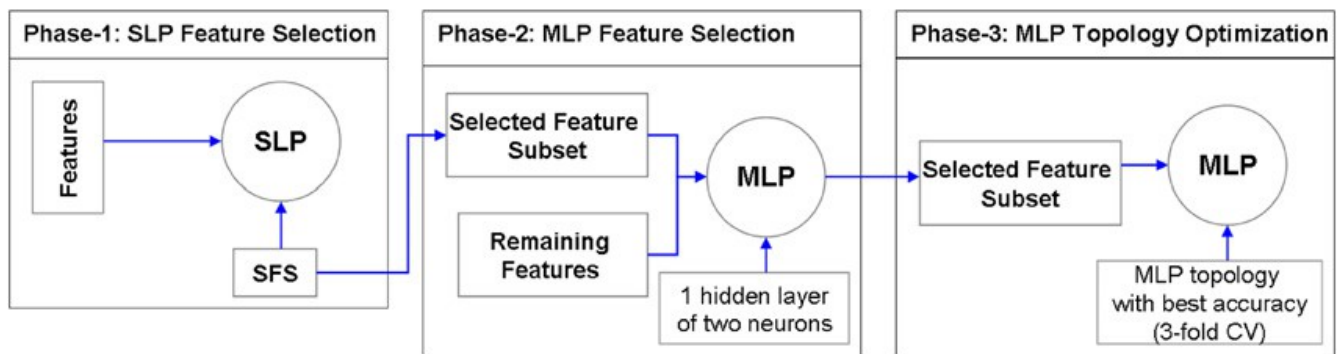 Phase-1: SLP Feature Selection
Features
SLP
SFS
Phase-2: MLP Feature Selection
Selected Feature
Subset
Remaining
Features
MLP
1 hidden layer
of two neurons
Phase-3: MLP Topology Optimization
Selected Feature
Subset
MLP
MLP topology
with best accuracy
(3-fold CV)